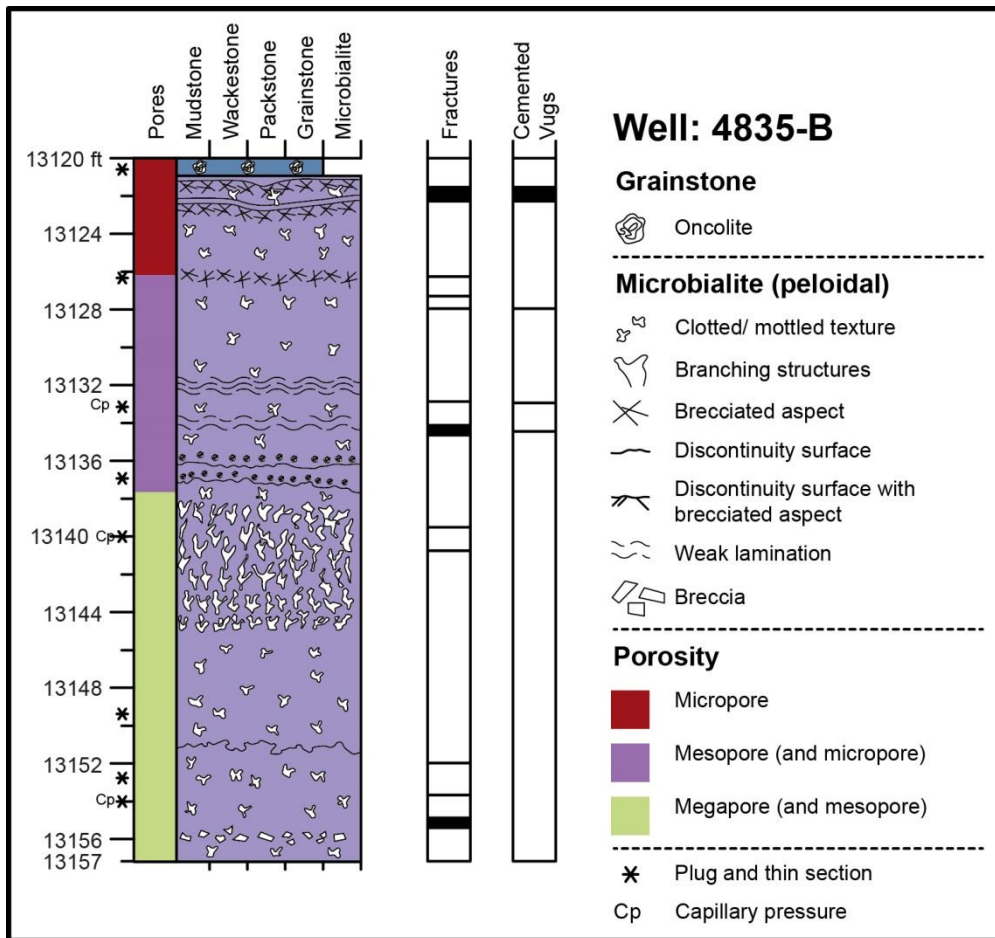 Pores
Mudstone
Wackestone
Packstone
Grainstone
Microbialite
Fractures
Cemented
Vugs
13120 ft
13124
13128
13132
Cp
13136
13140 Cp
13144
13148
13152
Cp
13156
13157
Well: 4835-B
Grainstone
Oncolite
Microbialite (peloidal)
Clotted/ mottled texture
Branching structures
Brecciated aspect
Discontinuity surface
Discontinuity surface with
brecciated aspect
Weak lamination
Breccia
Porosity
Micropore
Mesopore (and micropore)
Megapore (and mesopore)
Plug and thin section
Cp Capillary pressure